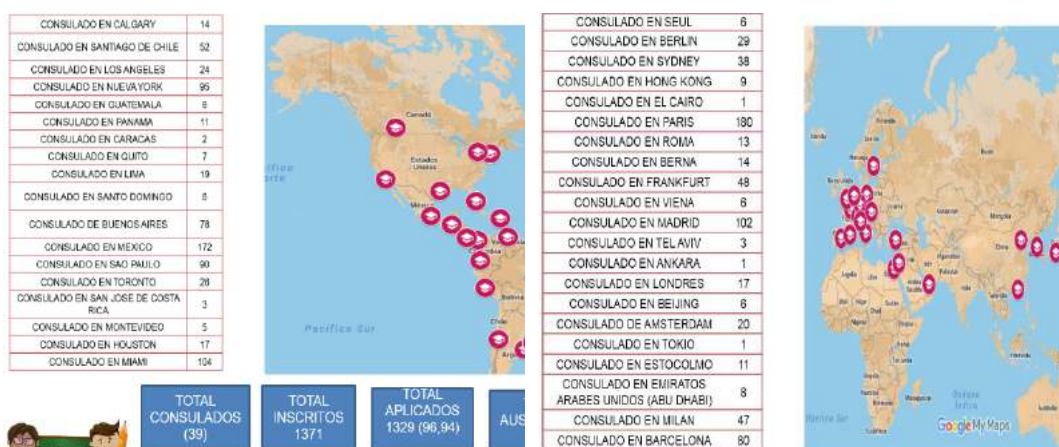 CONSULADO EN CALGARY 14
CONSULADO EN SANTIAGO DE CHILE 52
CONSULADO EN LOS ANGELES 24
CONSULADO EN NUEVA YORK 95
CONSULADO EN GUATEMALA 6
CONSULADO EN PANAMA 11
CONSULADO EN CARACAS 2
CONSULADO EN QUITO 7
CONSULADO EN LIMA 19
CONSULADO EN SANTO DOMINGO 6
CONSULADO DE BUENOS AIRES 78
CONSULADO EN MEXICO 172
CONSULADO EN SAO PAULO 90
CONSULADO EN TORONTO 26
CONSULADO EN SAN JOSE DE COSTA
RICA 3
CONSULADO EN MONTEVIDEO 5
CONSULADO EN HOUSTON 17
CONSULADO EN MIAMI 104
Canadá
Estados
Unidos
México
Pacífico Sur
Chile
TOTAL
CONSULADOS
(39)
TOTAL
INSCRITOS
1371
TOTAL
APLICADOS
1329 (96,94)
AUS
CONSULADO EN SEUL 6
CONSULADO EN BERLIN 29
CONSULADO EN SYDNEY 38
CONSULADO EN HONG KONG 9
CONSULADO EN EL CAIRO 1
CONSULADO EN PARIS 180
CONSULADO EN ROMA 13
CONSULADO EN BERNA 14
CONSULADO EN FRANKFURT 48
CONSULADO EN VIENA 6
CONSULADO EN MADRID 102
CONSULADO EN TEL AVIV 3
CONSULADO EN ANKARA 1
CONSULADO EN LONDRES 17
CONSULADO EN BEIJING 6
CONSULADO DE AMSTERDAM 20
CONSULADO EN TOKIO 1
CONSULADO EN ESTOCOLMO 11
CONSULADO EN EMIRATOS
ARABES UNIDOS (ABU DHABI) 8
CONSULADO EN MILAN 47
CONSULADO EN BARCELONA 80
Google My Maps